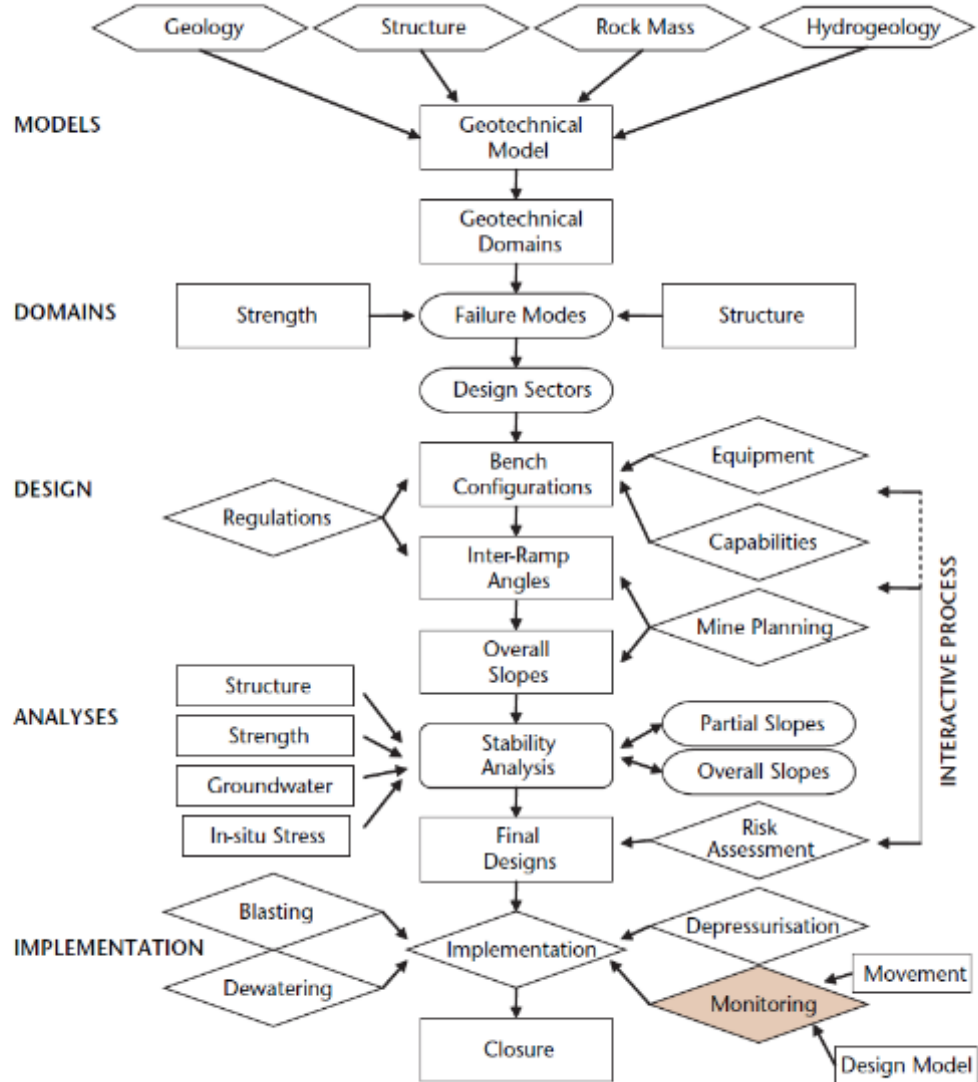 Geology
Structure
Rock Mass
Hydrogeology
MODELS
Geotechnical
Model
Geotechnical
Domains
DOMAINS
Strength
Failure Modes
Structure
Design Sectors
DESIGN
Regulations
Bench
Configurations
Equipment
Capabilities
Inter-Ramp
Angles
Mine Planning
Overall
Slopes
INTERACTIVE PROCESS
ANALYSES
Structure
Strength
Groundwater
In-situ Stress
Stability
Analysis
Partial Slopes
Overall Slopes
Final
Designs
Risk
Assessment
IMPLEMENTATION
Blasting
Dewatering
Implementation
Depressurisation
Monitoring
Movement
Design Model
Closure